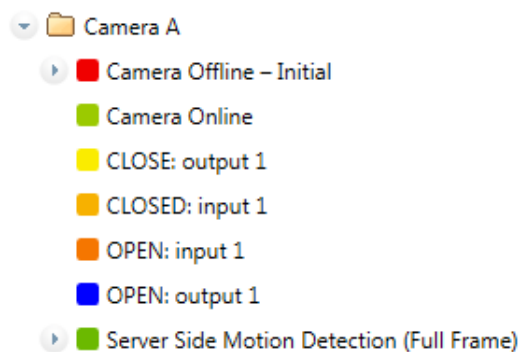 Camera A
Camera Offline – Initial
Camera Online
CLOSE: output 1
CLOSED: input 1
OPEN: input 1
OPEN: output 1
Server Side Motion Detection (Full Frame)